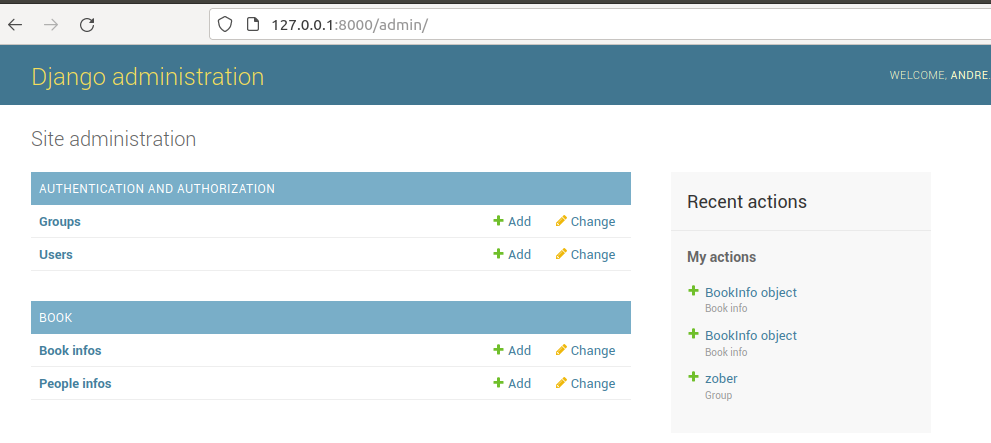 127.0.0.1:8000/admin/
Django administration
WELCOME, ANDRE.
Site administration
AUTHENTICATION AND AUTHORIZATION
Groups Add Change
Users Add Change
BOOK
Book infos Add Change
People infos Add Change
Recent actions
My actions
BookInfo object
Book info
BookInfo object
Book info
zober
Group